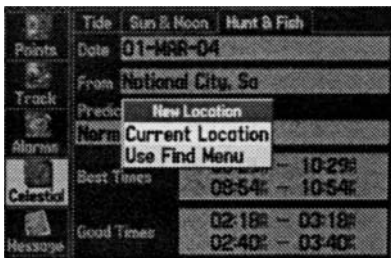 Tide Sun & Moon Hunt & Fish
Points
Date 01-MAR-04
From National City, Sa
Track
New Location
Norm Current Location
Alarms
Use Find Menu
Best Times 10:29
08:54 - 10:54
Celestial
Good Times 02:18 - 03:18
02:40 - 03:40
Message